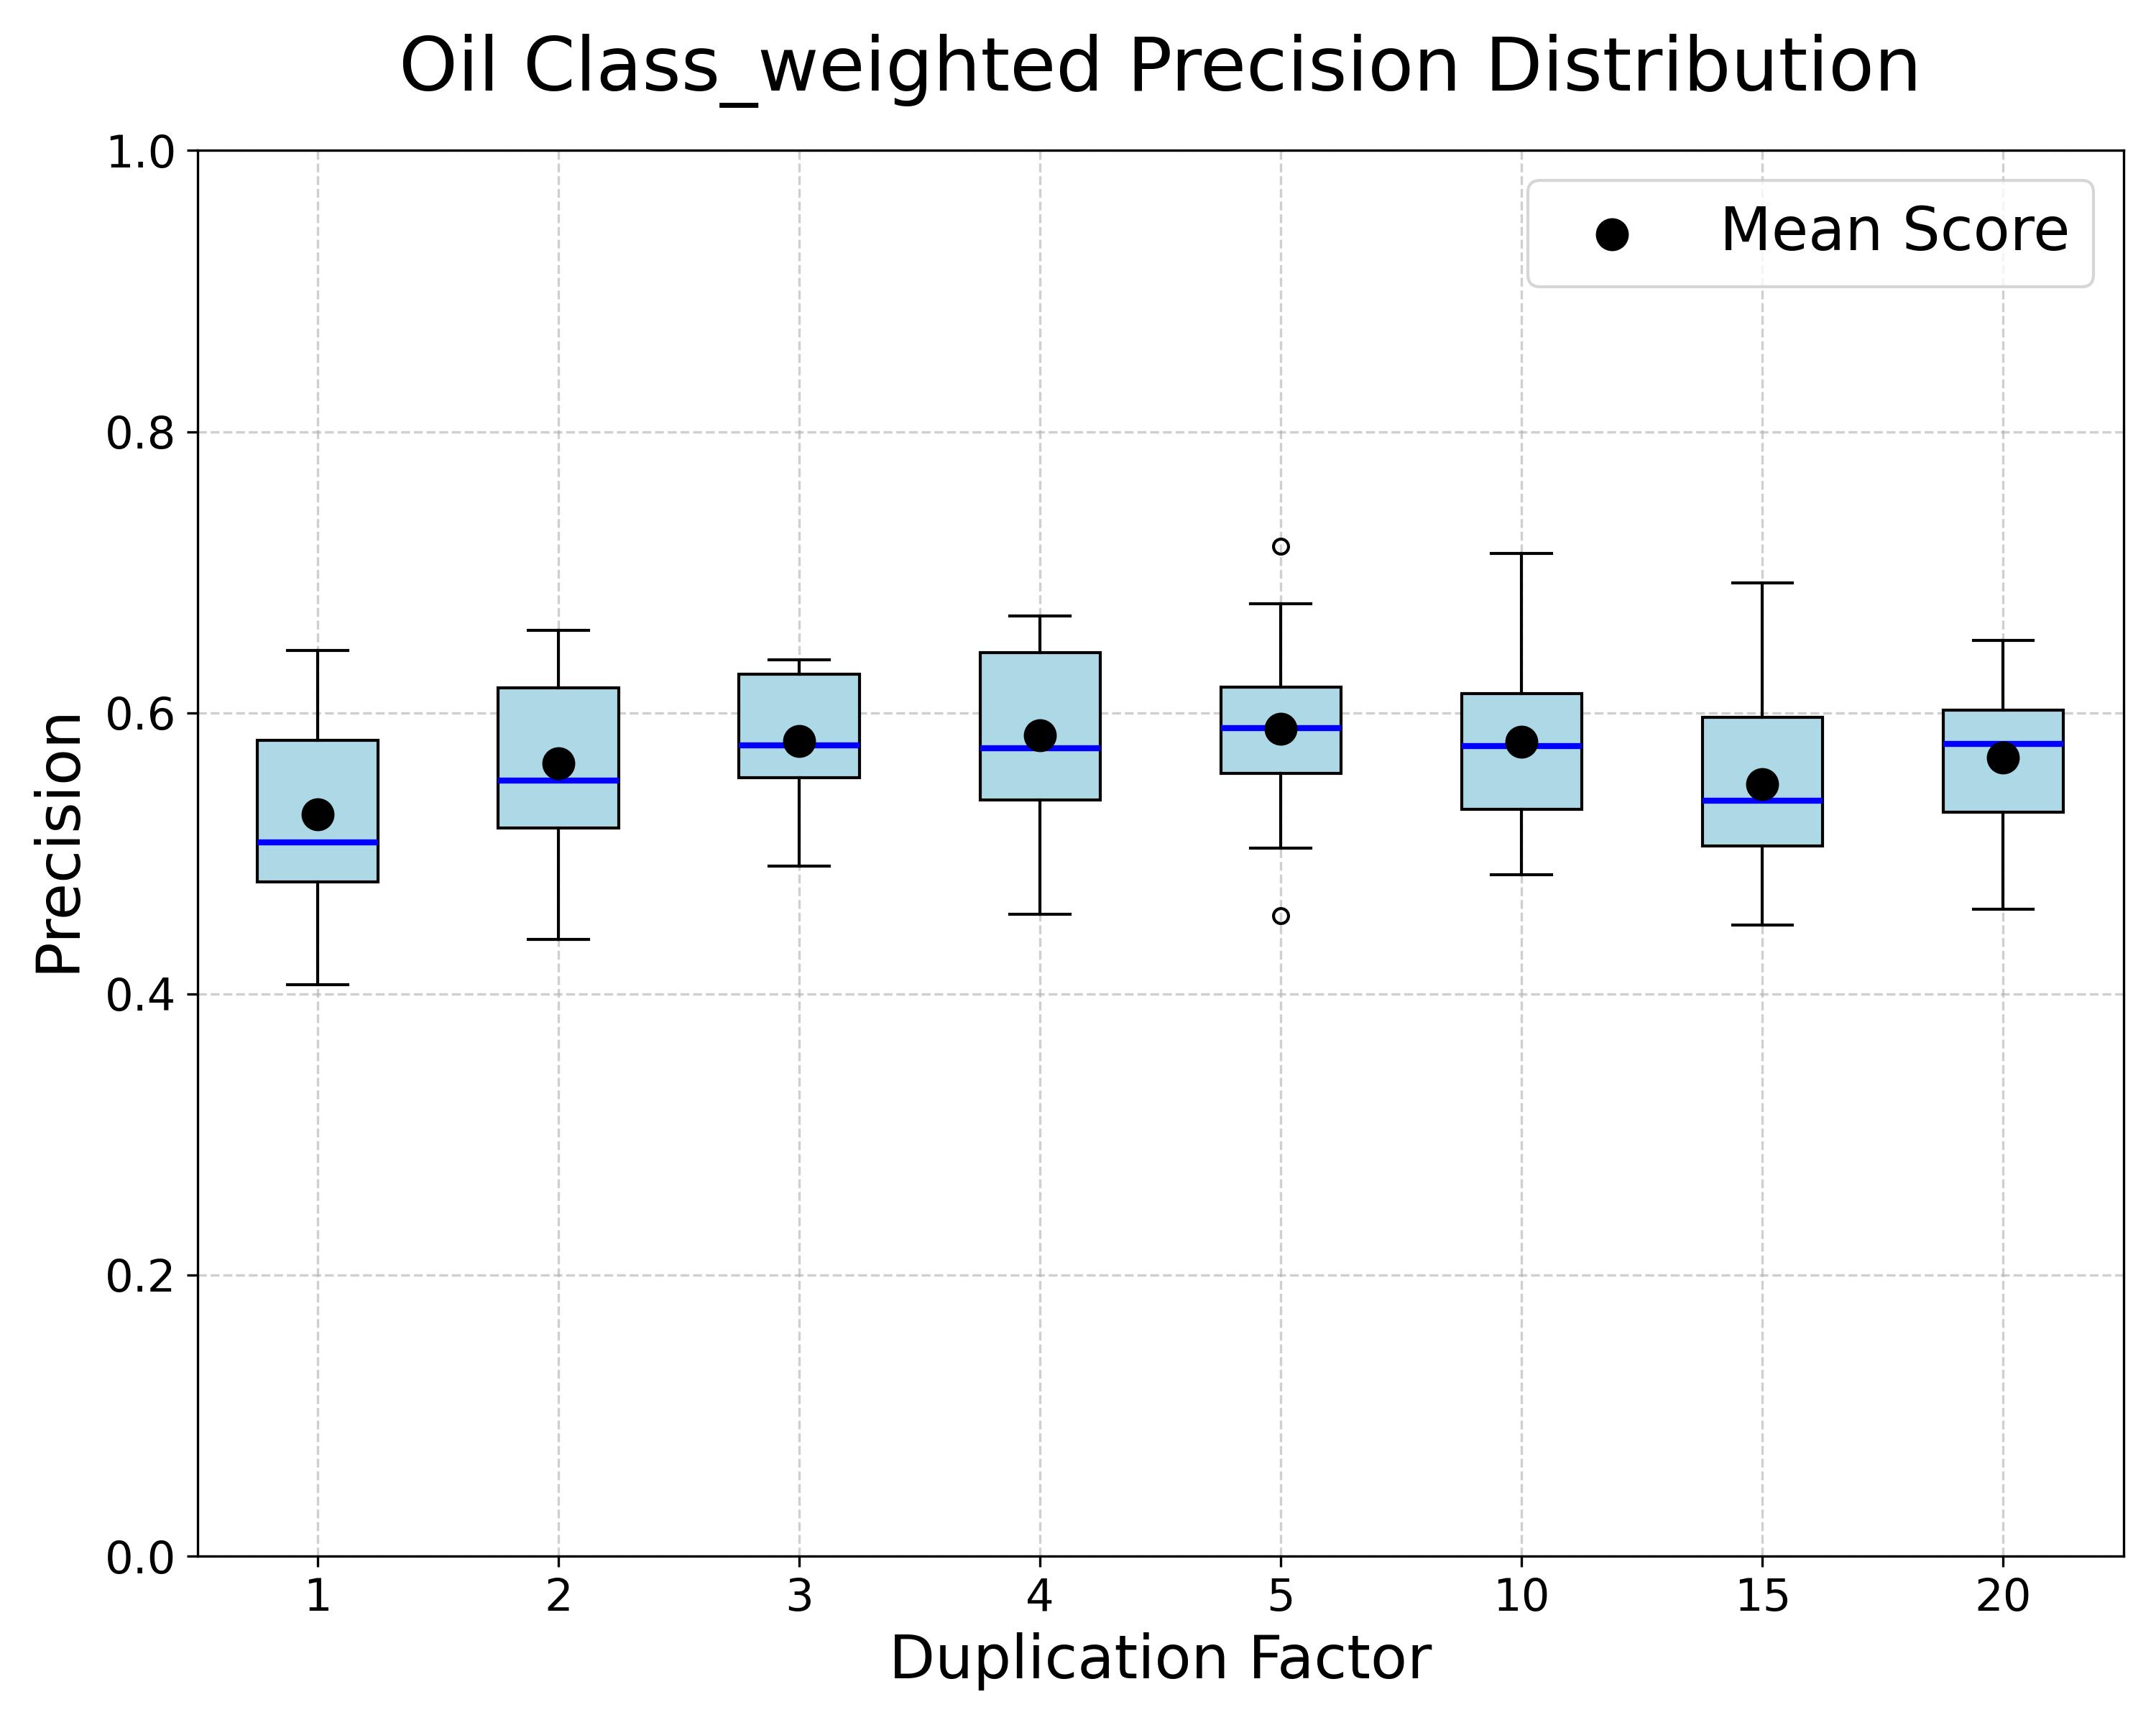 Oil Class_weighted Precision Distribution
Mean Score
Precision
1.0
0.8
0.6
0.4
0.2
0.0
1 2 3 4 5 10 15 20
Duplication Factor